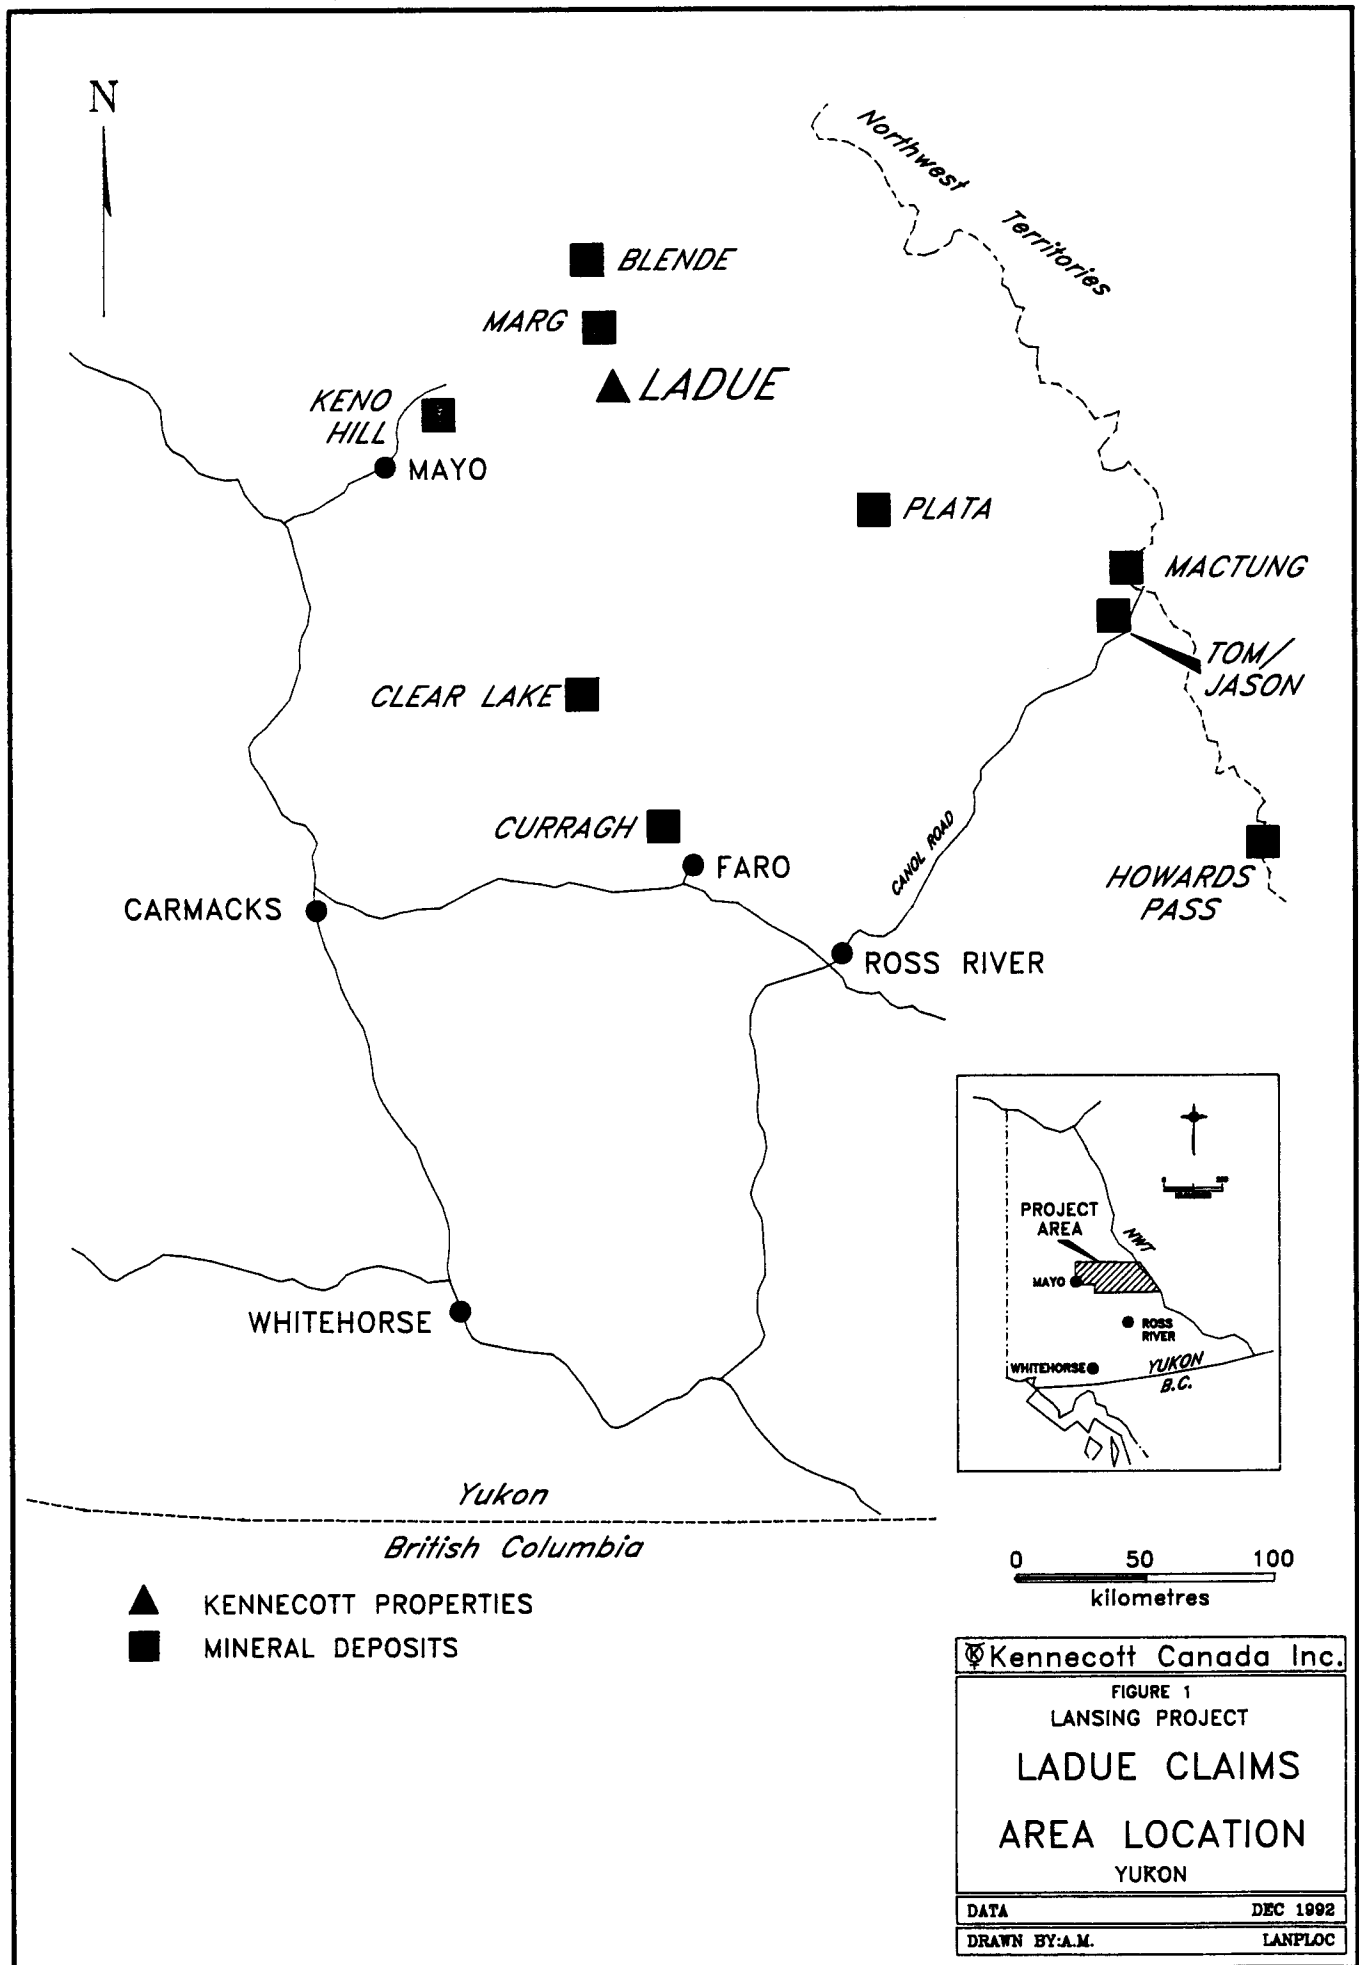 N
Northwest
Territories
BLENDE
MARG
LADUE
KENO
HILL
MAYO
PLATA
MACTUNG
TOM/
JASON
CLEAR LAKE
CURRAGH
FARO
CANOL ROAD
HOWARDS
PASS
CARMACKS
ROSS RIVER
WHITEHORSE
PROJECT
AREA
NWT
MAYO
ROSS
RIVER
WHITEHORSE
YUKON
B.C.
Yukon
British Columbia
KENNECOTT PROPERTIES
MINERAL DEPOSITS
0 50 100
kilometres
Kennecott Canada Inc.
FIGURE 1
LANSING PROJECT
LADUE CLAIMS
AREA LOCATION
YUKON
DATA DEC 1992
DRAWN BY:A.M. LANPLOC